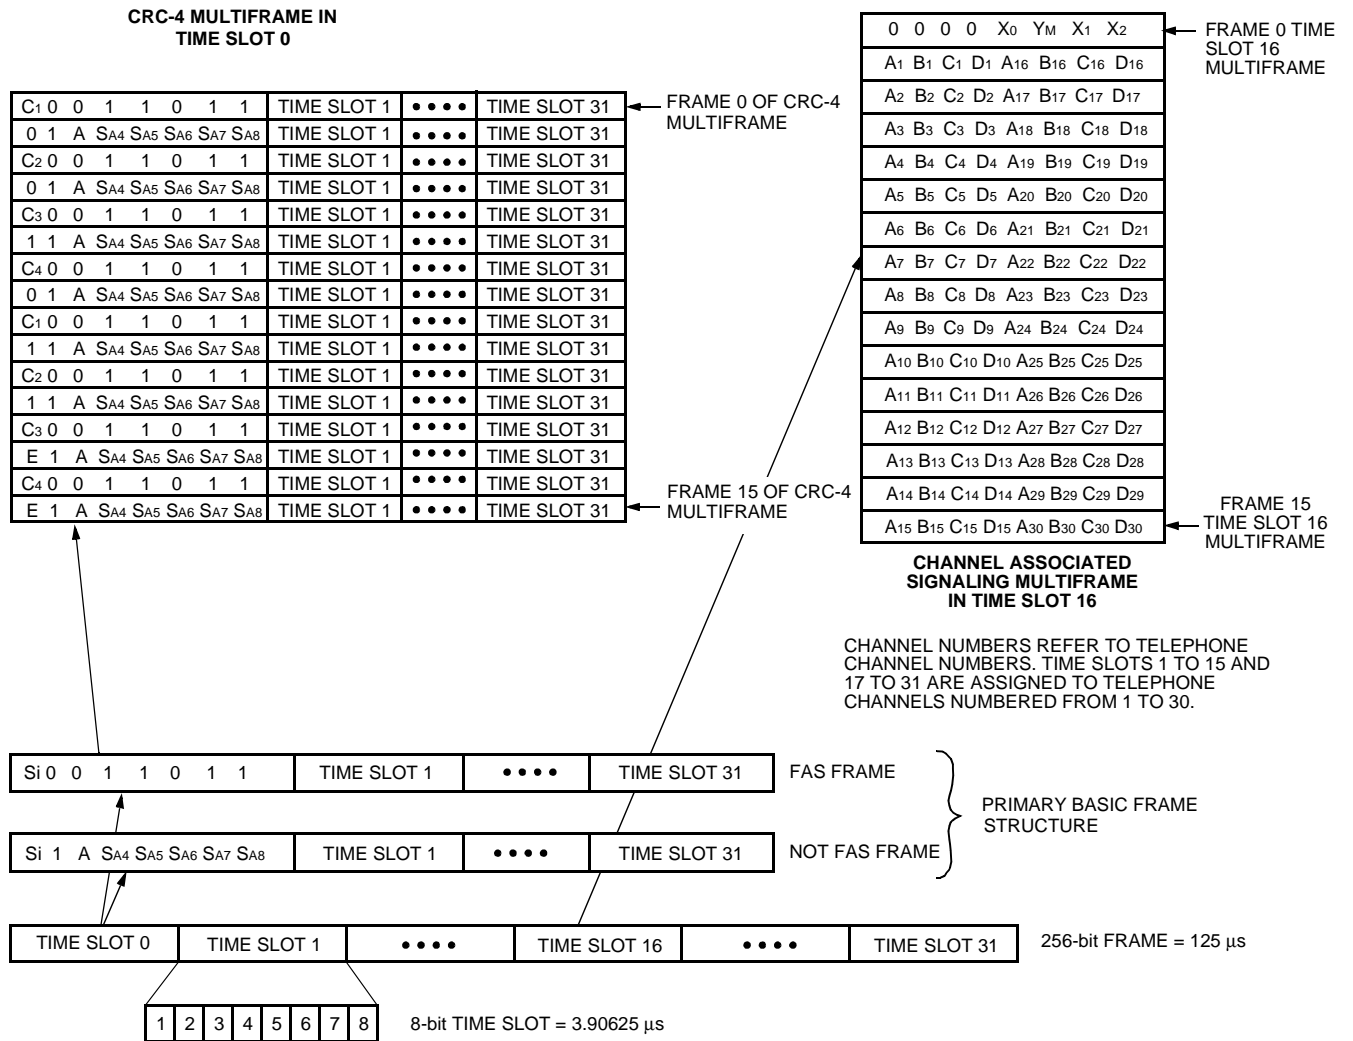 CRC-4 MULTIFRAME IN
TIME SLOT 0
C1 0 0 1 1 0 1 1 TIME SLOT 1 •••• TIME SLOT 31
0 1 A SA4 SA5 SA6 SA7 SA8 TIME SLOT 1 •••• TIME SLOT 31
C2 0 0 1 1 0 1 1 TIME SLOT 1 •••• TIME SLOT 31
0 1 A SA4 SA5 SA6 SA7 SA8 TIME SLOT 1 •••• TIME SLOT 31
C3 0 0 1 1 0 1 1 TIME SLOT 1 •••• TIME SLOT 31
1 1 A SA4 SA5 SA6 SA7 SA8 TIME SLOT 1 •••• TIME SLOT 31
C4 0 0 1 1 0 1 1 TIME SLOT 1 •••• TIME SLOT 31
0 1 A SA4 SA5 SA6 SA7 SA8 TIME SLOT 1 •••• TIME SLOT 31
C1 0 0 1 1 0 1 1 TIME SLOT 1 •••• TIME SLOT 31
1 1 A SA4 SA5 SA6 SA7 SA8 TIME SLOT 1 •••• TIME SLOT 31
C2 0 0 1 1 0 1 1 TIME SLOT 1 •••• TIME SLOT 31
1 1 A SA4 SA5 SA6 SA7 SA8 TIME SLOT 1 •••• TIME SLOT 31
C3 0 0 1 1 0 1 1 TIME SLOT 1 •••• TIME SLOT 31
E 1 A SA4 SA5 SA6 SA7 SA8 TIME SLOT 1 •••• TIME SLOT 31
C4 0 0 1 1 0 1 1 TIME SLOT 1 •••• TIME SLOT 31
E 1 A SA4 SA5 SA6 SA7 SA8 TIME SLOT 1 •••• TIME SLOT 31
FRAME 0 OF CRC-4
MULTIFRAME
FRAME 15 OF CRC-4
MULTIFRAME
0 0 0 0 X0 YM X1 X2
A1 B1 C1 D1 A16 B16 C16 D16
A2 B2 C2 D2 A17 B17 C17 D17
A3 B3 C3 D3 A18 B18 C18 D18
A4 B4 C4 D4 A19 B19 C19 D19
A5 B5 C5 D5 A20 B20 C20 D20
A6 B6 C6 D6 A21 B21 C21 D21
A7 B7 C7 D7 A22 B22 C22 D22
A8 B8 C8 D8 A23 B23 C23 D23
A9 B9 C9 D9 A24 B24 C24 D24
A10 B10 C10 D10 A25 B25 C25 D25
A11 B11 C11 D11 A26 B26 C26 D26
A12 B12 C12 D12 A27 B27 C27 D27
A13 B13 C13 D13 A28 B28 C28 D28
A14 B14 C14 D14 A29 B29 C29 D29
A15 B15 C15 D15 A30 B30 C30 D30
FRAME 0 TIME
SLOT 16
MULTIFRAME
FRAME 15
TIME SLOT 16
MULTIFRAME
CHANNEL ASSOCIATED
SIGNALING MULTIFRAME
IN TIME SLOT 16
CHANNEL NUMBERS REFER TO TELEPHONE
CHANNEL NUMBERS. TIME SLOTS 1 TO 15 AND
17 TO 31 ARE ASSIGNED TO TELEPHONE
CHANNELS NUMBERED FROM 1 TO 30.
Si 0 0 1 1 0 1 1 TIME SLOT 1 •••• TIME SLOT 31 FAS FRAME
Si 1 A SA4 SA5 SA6 SA7 SA8 TIME SLOT 1 •••• TIME SLOT 31 NOT FAS FRAME
PRIMARY BASIC FRAME
STRUCTURE
TIME SLOT 0 TIME SLOT 1 •••• TIME SLOT 16 •••• TIME SLOT 31 256-bit FRAME = 125 μs
1 2 3 4 5 6 7 8 8-bit TIME SLOT = 3.90625 μs